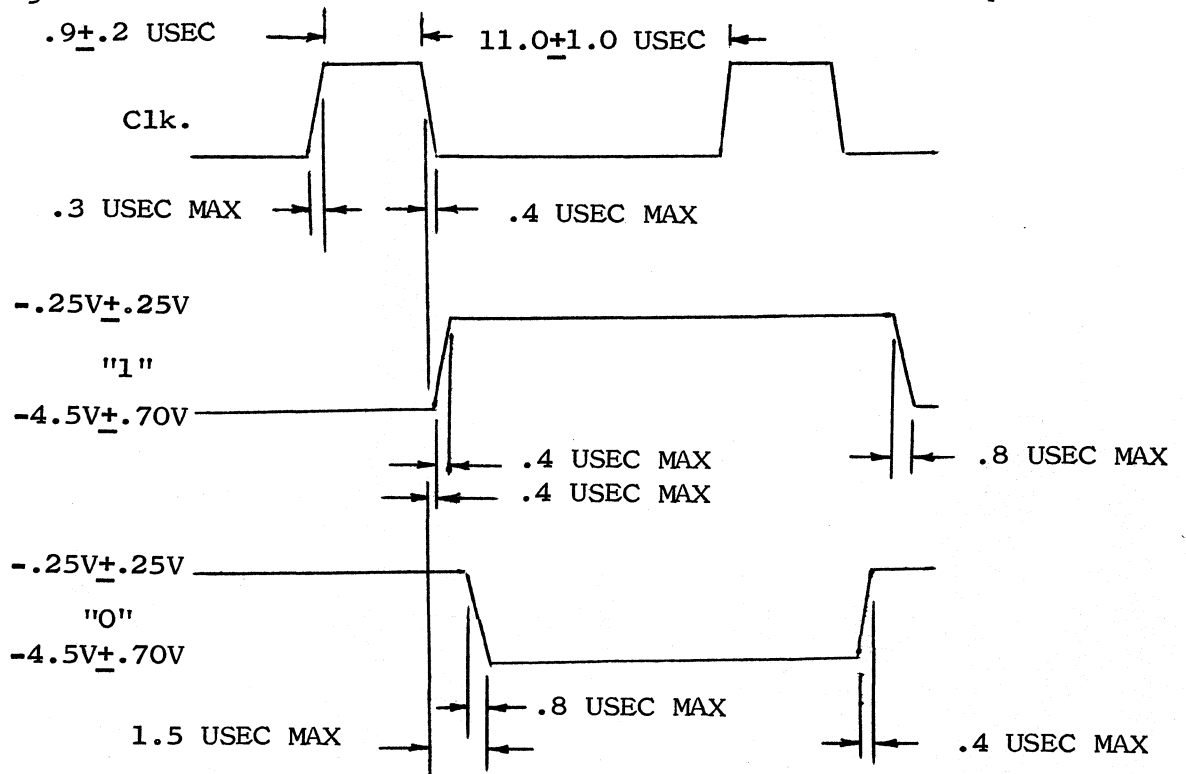 .9±.2 USEC
11.0±1.0 USEC
Clk.
.3 USEC MAX
.4 USEC MAX
-.25V±.25V
"1"
-4.5V±.70V
.4 USEC MAX
.8 USEC MAX
.4 USEC MAX
-.25V±.25V
"0"
-4.5V±.70V
.8 USEC MAX
1.5 USEC MAX
.4 USEC MAX